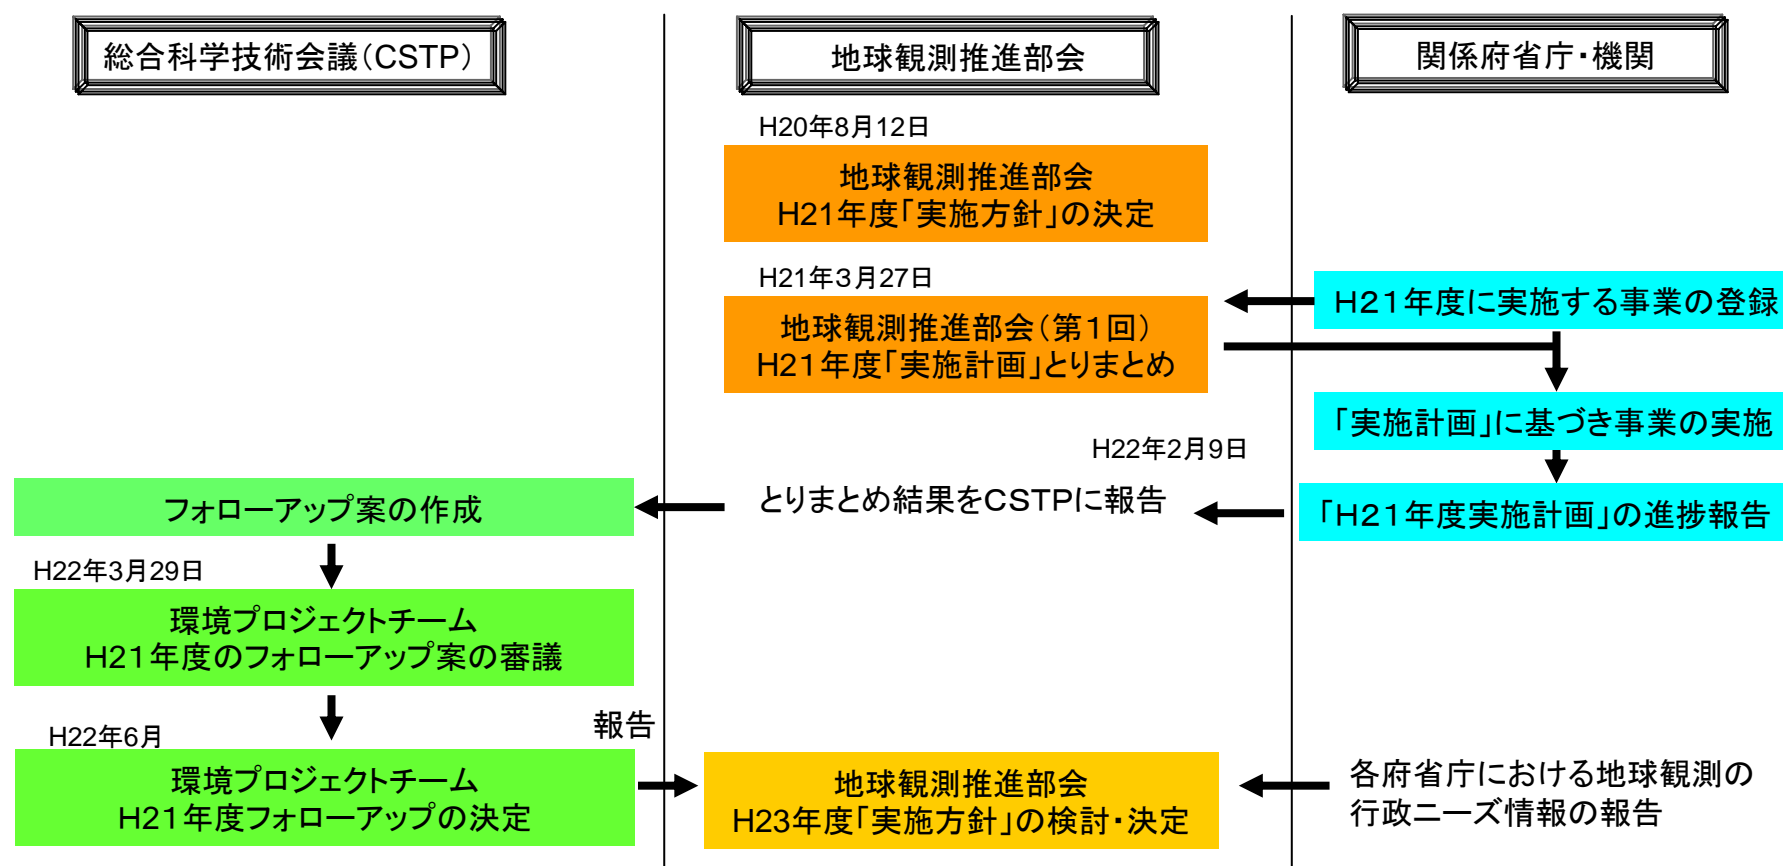 総合科学技術会議(CSTP)
地球観測推進部会
関係府省庁・機関
H20年8月12日
地球観測推進部会
H21年度「実施方針」の決定
H21年3月27日
地球観測推進部会(第1回)
H21年度「実施計画」とりまとめ
H21年度に実施する事業の登録
「実施計画」に基づき事業の実施
H22年2月9日
「H21年度実施計画」の進捗報告
とりまとめ結果をCSTPに報告
フォローアップ案の作成
H22年3月29日
環境プロジェクトチーム
H21年度のフォローアップ案の審議
H22年6月
環境プロジェクトチーム
H21年度フォローアップの決定
報告
地球観測推進部会
H23年度「実施方針」の検討・決定
各府省庁における地球観測の
行政ニーズ情報の報告